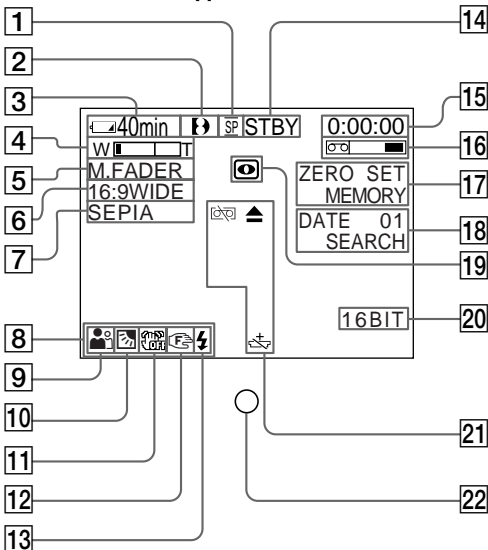 1
14
2
3
15
40min SP STBY 0:00:00
4
W T
16
5
M.FADER
ZERO SET
MEMORY
17
6
16:9WIDE
7
SEPIA
DATE 01
SEARCH
18
19
16BIT
20
8
OFF F
9
10
21
11
12
22
13